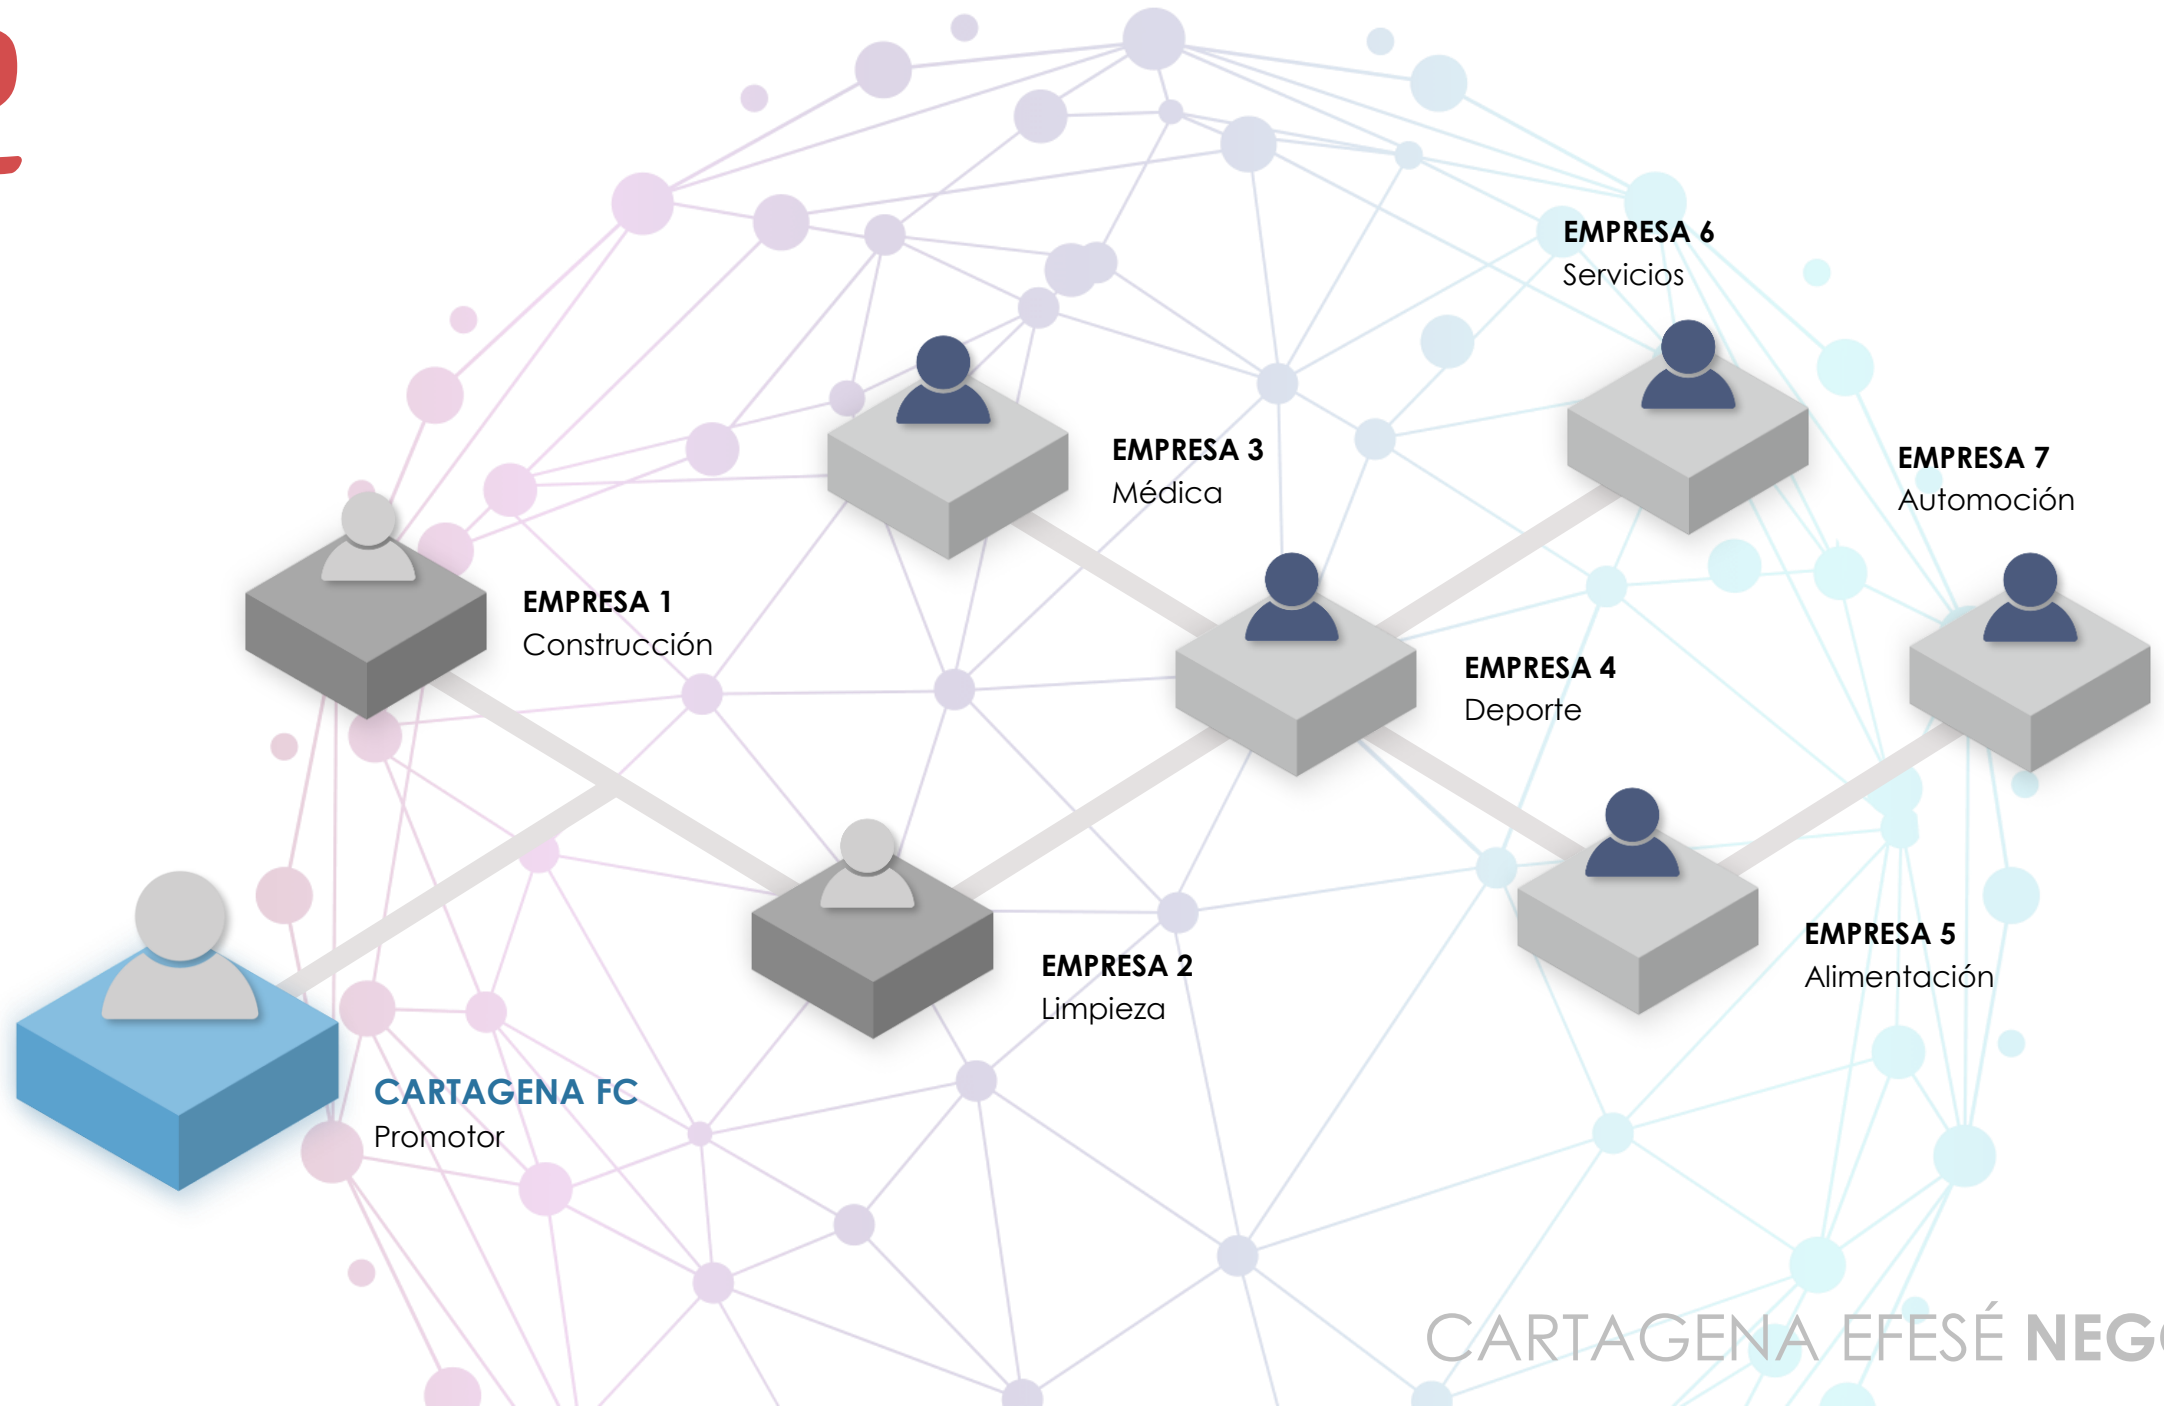 EMPRESA 6
Servicios
EMPRESA 3
Médica
EMPRESA 7
Automoción
EMPRESA 1
Construcción
EMPRESA 4
Deporte
EMPRESA 2
Limpieza
EMPRESA 5
Alimentación
CARTAGENA FC
Promotor
CARTAGENA EFESÉ